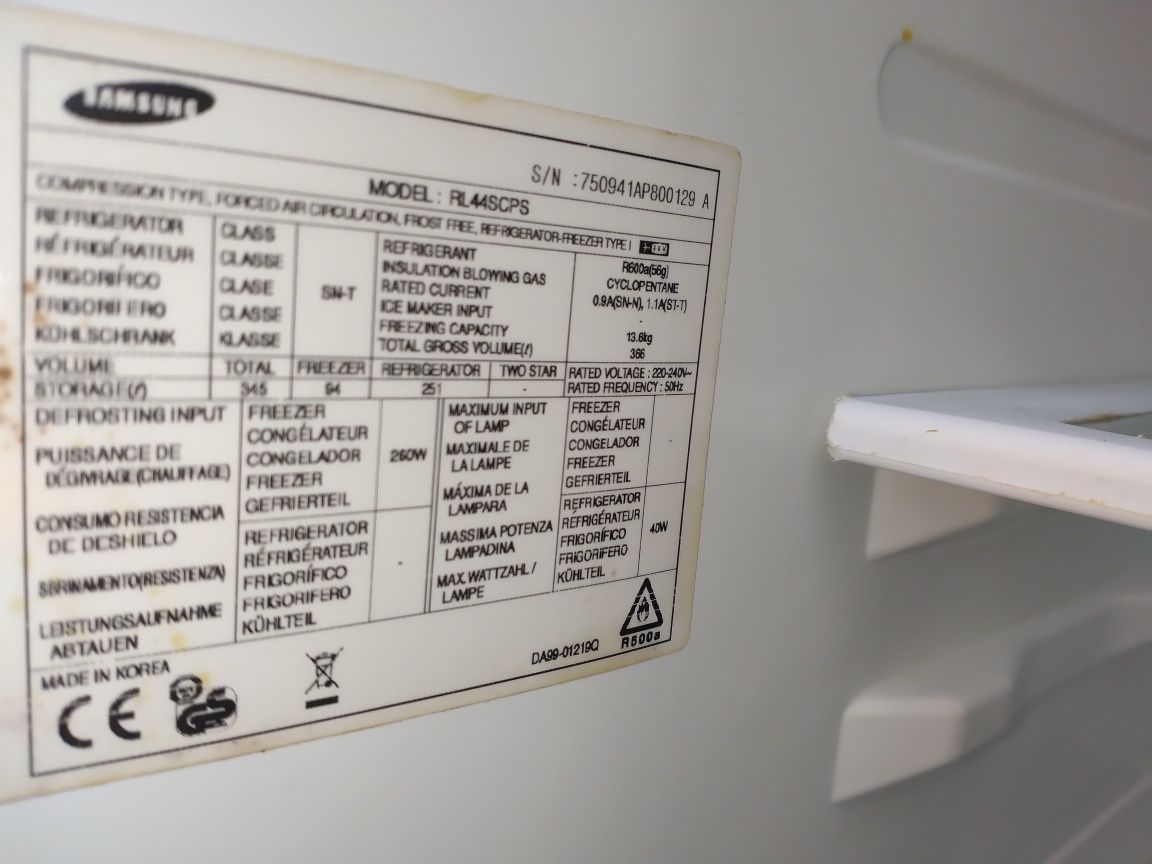 SAMSUNG
S/N :750941AP800129 A
MODEL : RL44SCPS
COMPRESSION TYPE, FORCED AIR CIRCULATION, FROST FREE, REFRIGERATOR-FREEZER TYPE I
REFRIGERATOR CLASS
RÉFRIGÉRATEUR CLASSE
FRIGORÍFICO CLASE
FRIGORIFERO CLASSE
KÜHLSCHRANK KLASSE
SN-T
REFRIGERANT R600a(56g)
INSULATION BLOWING GAS CYCLOPENTANE
RATED CURRENT 0.9A(SN-N), 1.1A(ST-T)
ICE MAKER INPUT -
FREEZING CAPACITY 13.6kg
TOTAL GROSS VOLUME(ℓ) 366
VOLUME TOTAL FREEZER REFRIGERATOR TWO STAR RATED VOLTAGE : 220-240V~
STORAGE(ℓ) 345 94 251 - RATED FREQUENCY : 50Hz
DEFROSTING INPUT
PUISSANCE DE
DÉGIVRAGE(CHAUFFAGE)
CONSUMO RESISTENCIA
DE DESHIELO
SBRINAMENTO(RESISTENZA)
LEISTUNGSAUFNAHME
ABTAUEN
FREEZER
CONGÉLATEUR
CONGELADOR
FREEZER
GEFRIERTEIL
260W
REFRIGERATOR
RÉFRIGÉRATEUR
FRIGORÍFICO
FRIGORIFERO
KÜHLTEIL
-
MAXIMUM INPUT
OF LAMP
MAXIMALE DE
LA LAMPE
MÁXIMA DE LA
LAMPARA
MASSIMA POTENZA
LAMPADINA
MAX. WATTZAHL /
LAMPE
FREEZER
CONGÉLATEUR
CONGELADOR
FREEZER
GEFRIERTEIL
-
REFRIGERATOR
RÉFRIGÉRATEUR
FRIGORÍFICO
FRIGORIFERO
KÜHLTEIL
40W
MADE IN KOREA
CE
GS
DA99-01219Q
R600a